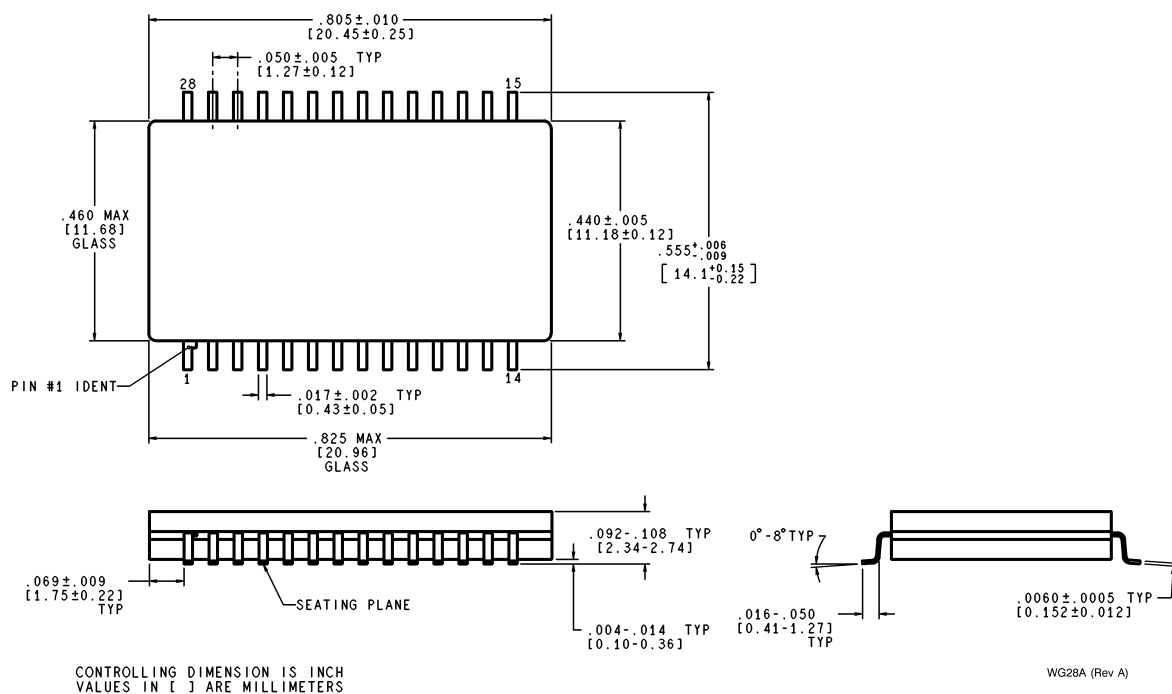 .805±.010
[20.45±0.25]
.050±.005 TYP
[1.27±0.12]
28
15
.460 MAX
[11.68]
GLASS
.440±.005
[11.18±0.12]
.555+.006-.009
[14.1+0.15-0.22]
PIN #1 IDENT
1
14
.017±.002 TYP
[0.43±0.05]
.825 MAX
[20.96]
GLASS
.092-.108 TYP
[2.34-2.74]
0°-8° TYP
.069±.009
[1.75±0.22]
TYP
SEATING PLANE
.004-.014 TYP
[0.10-0.36]
.016-.050
[0.41-1.27]
TYP
.0060±.0005 TYP
[0.152±0.012]
CONTROLLING DIMENSION IS INCH
VALUES IN [ ] ARE MILLIMETERS
WG28A (Rev A)